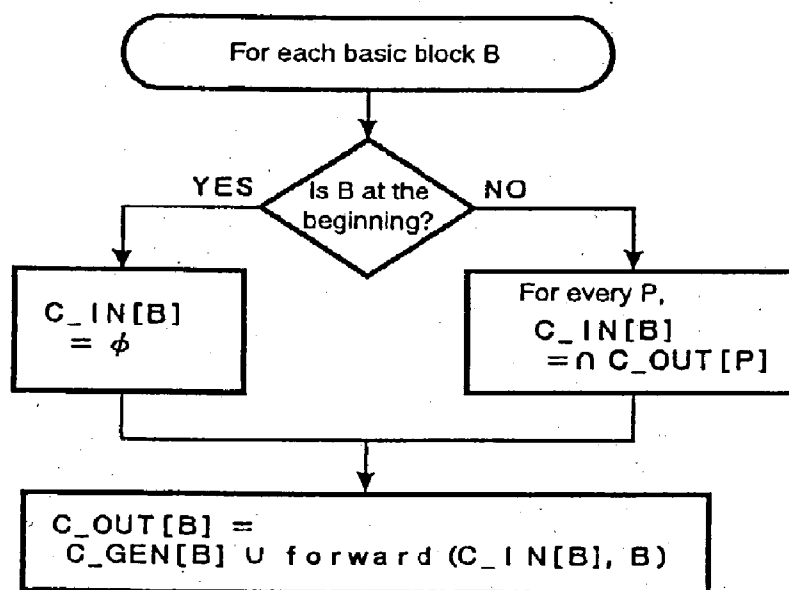 For each basic block B
YES
Is B at the
beginning?
NO
C_IN[B]
= ϕ
For every P,
C_IN[B]
=∩ C_OUT[P]
C_OUT[B] =
C_GEN[B] ∪ forward (C_IN[B], B)